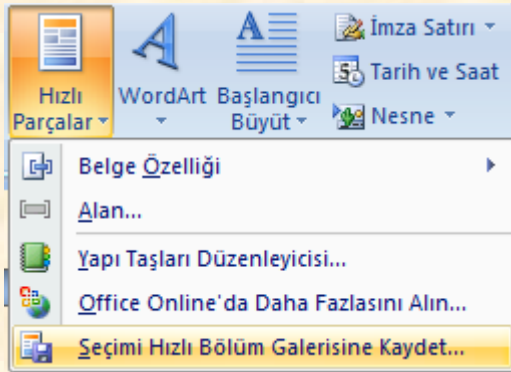 Hızlı
Parçalar
WordArt
Başlangıcı
Büyüt
İmza Satırı
Tarih ve Saat
Nesne
Belge Özelliği
Alan...
Yapı Taşları Düzenleyicisi...
Office Online'da Daha Fazlasını Alın...
Seçimi Hızlı Bölüm Galerisine Kaydet...